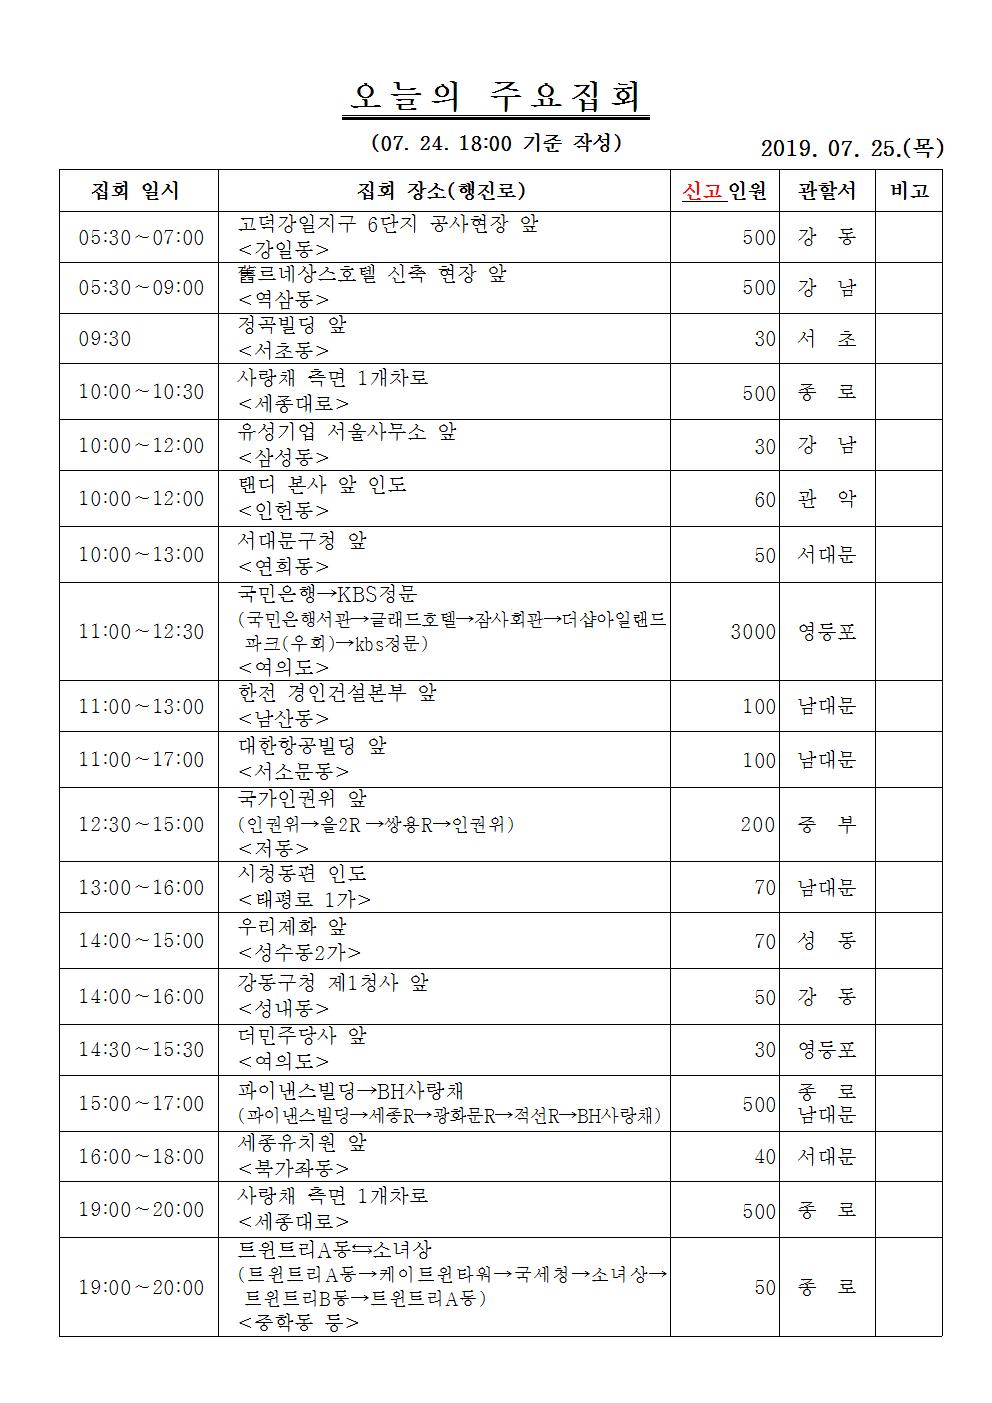 오늘의 주요집회
(07. 24. 18:00 기준 작성)
2019. 07. 25.(목)
집회 일시 집회 장소(행진로) 신고인원 관할서 비고
05:30~07:00 고덕강일지구 6단지 공사현장 앞
<강일동> 500 강 동
05:30~09:00 舊르네상스호텔 신축 현장 앞
<역삼동> 500 강 남
09:30 정곡빌딩 앞
<서초동> 30 서 초
10:00~10:30 사랑채 측면 1개차로
<세종대로> 500 종 로
10:00~12:00 유성기업 서울사무소 앞
<삼성동> 30 강 남
10:00~12:00 탠디 본사 앞 인도
<인헌동> 60 관 악
10:00~13:00 서대문구청 앞
<연희동> 50 서대문
11:00~12:30 국민은행→KBS정문
(국민은행서관→글래드호텔→잠사회관→더샵아일랜드
파크(우회)→kbs정문)
<여의도> 3000 영등포
11:00~13:00 한전 경인건설본부 앞
<남산동> 100 남대문
11:00~17:00 대한항공빌딩 앞
<서소문동> 100 남대문
12:30~15:00 국가인권위 앞
(인권위→을2R→쌍용R→인권위)
<저동> 200 중 부
13:00~16:00 시청동편 인도
<태평로 1가> 70 남대문
14:00~15:00 우리제화 앞
<성수동2가> 70 성 동
14:00~16:00 강동구청 제1청사 앞
<성내동> 50 강 동
14:30~15:30 더민주당사 앞
<여의도> 30 영등포
15:00~17:00 파이낸스빌딩→BH사랑채
(파이낸스빌딩→세종R→광화문R→적선R→BH사랑채) 500 종 로
남대문
16:00~18:00 세종유치원 앞
<북가좌동> 40 서대문
19:00~20:00 사랑채 측면 1개차로
<세종대로> 500 종 로
19:00~20:00 트윈트리A동⇆소녀상
(트윈트리A동→케이트윈타워→국세청→소녀상→
트윈트리B동→트윈트리A동)
<중학동 등> 50 종 로